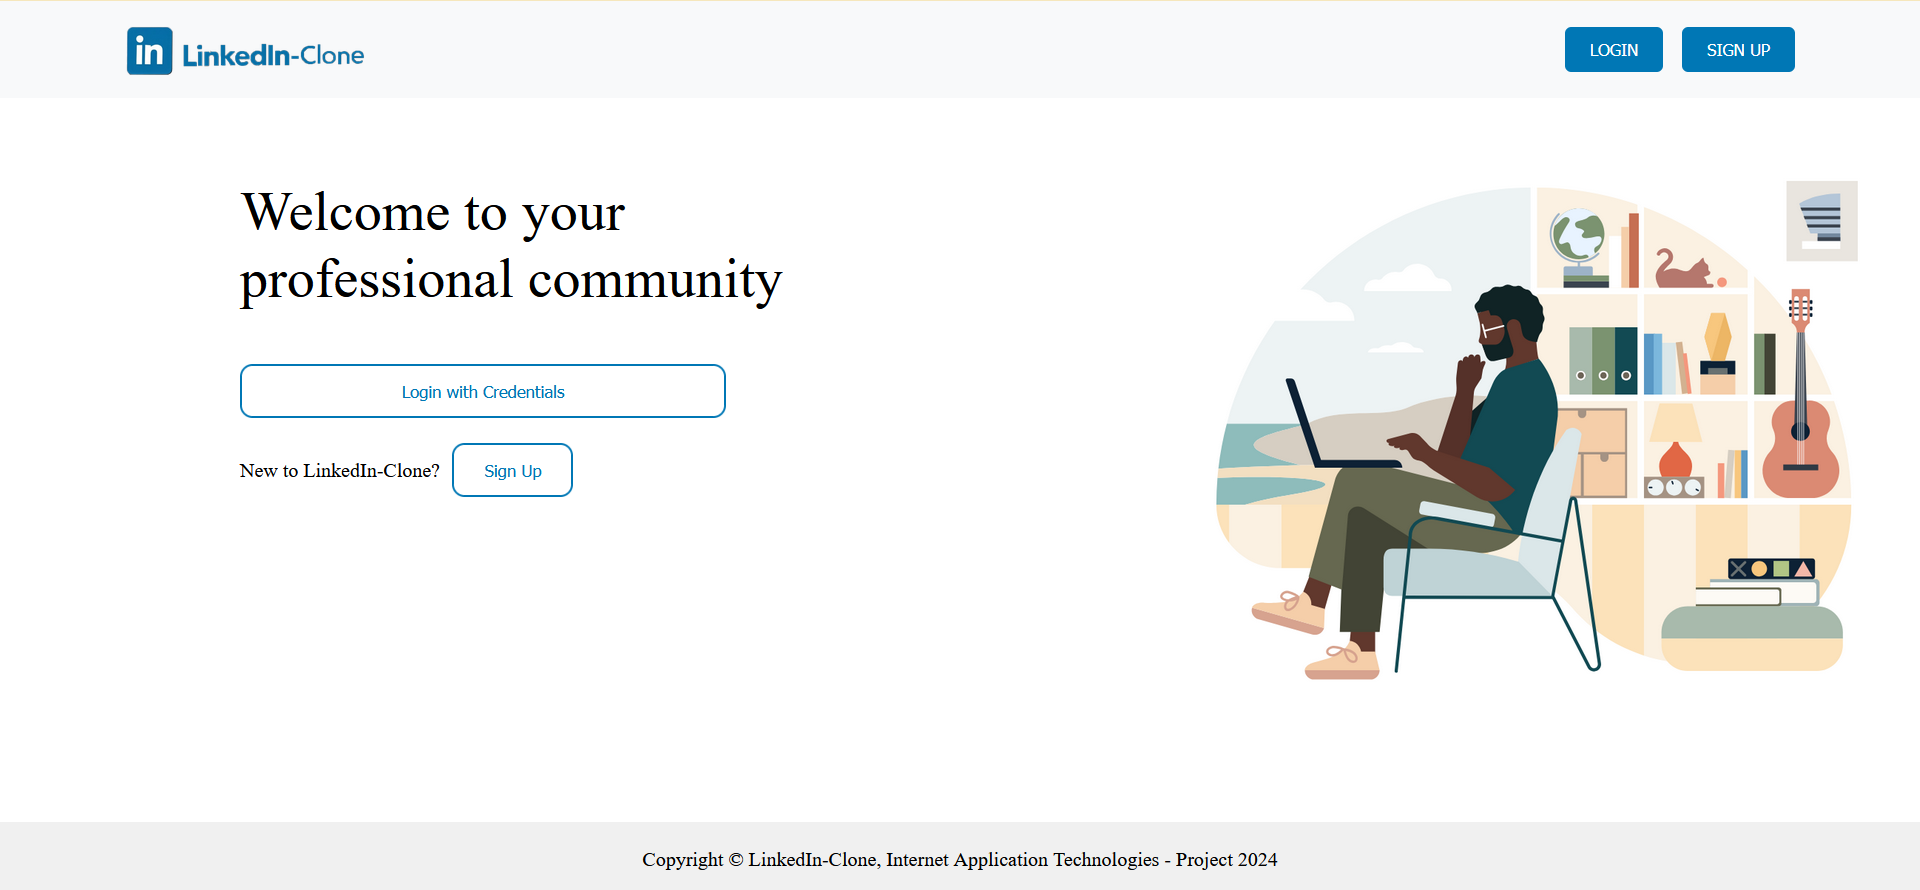 in LinkedIn-Clone
LOGIN
SIGN UP
Welcome to your
professional community
Login with Credentials
New to LinkedIn-Clone?
Sign Up
Copyright © LinkedIn-Clone, Internet Application Technologies - Project 2024